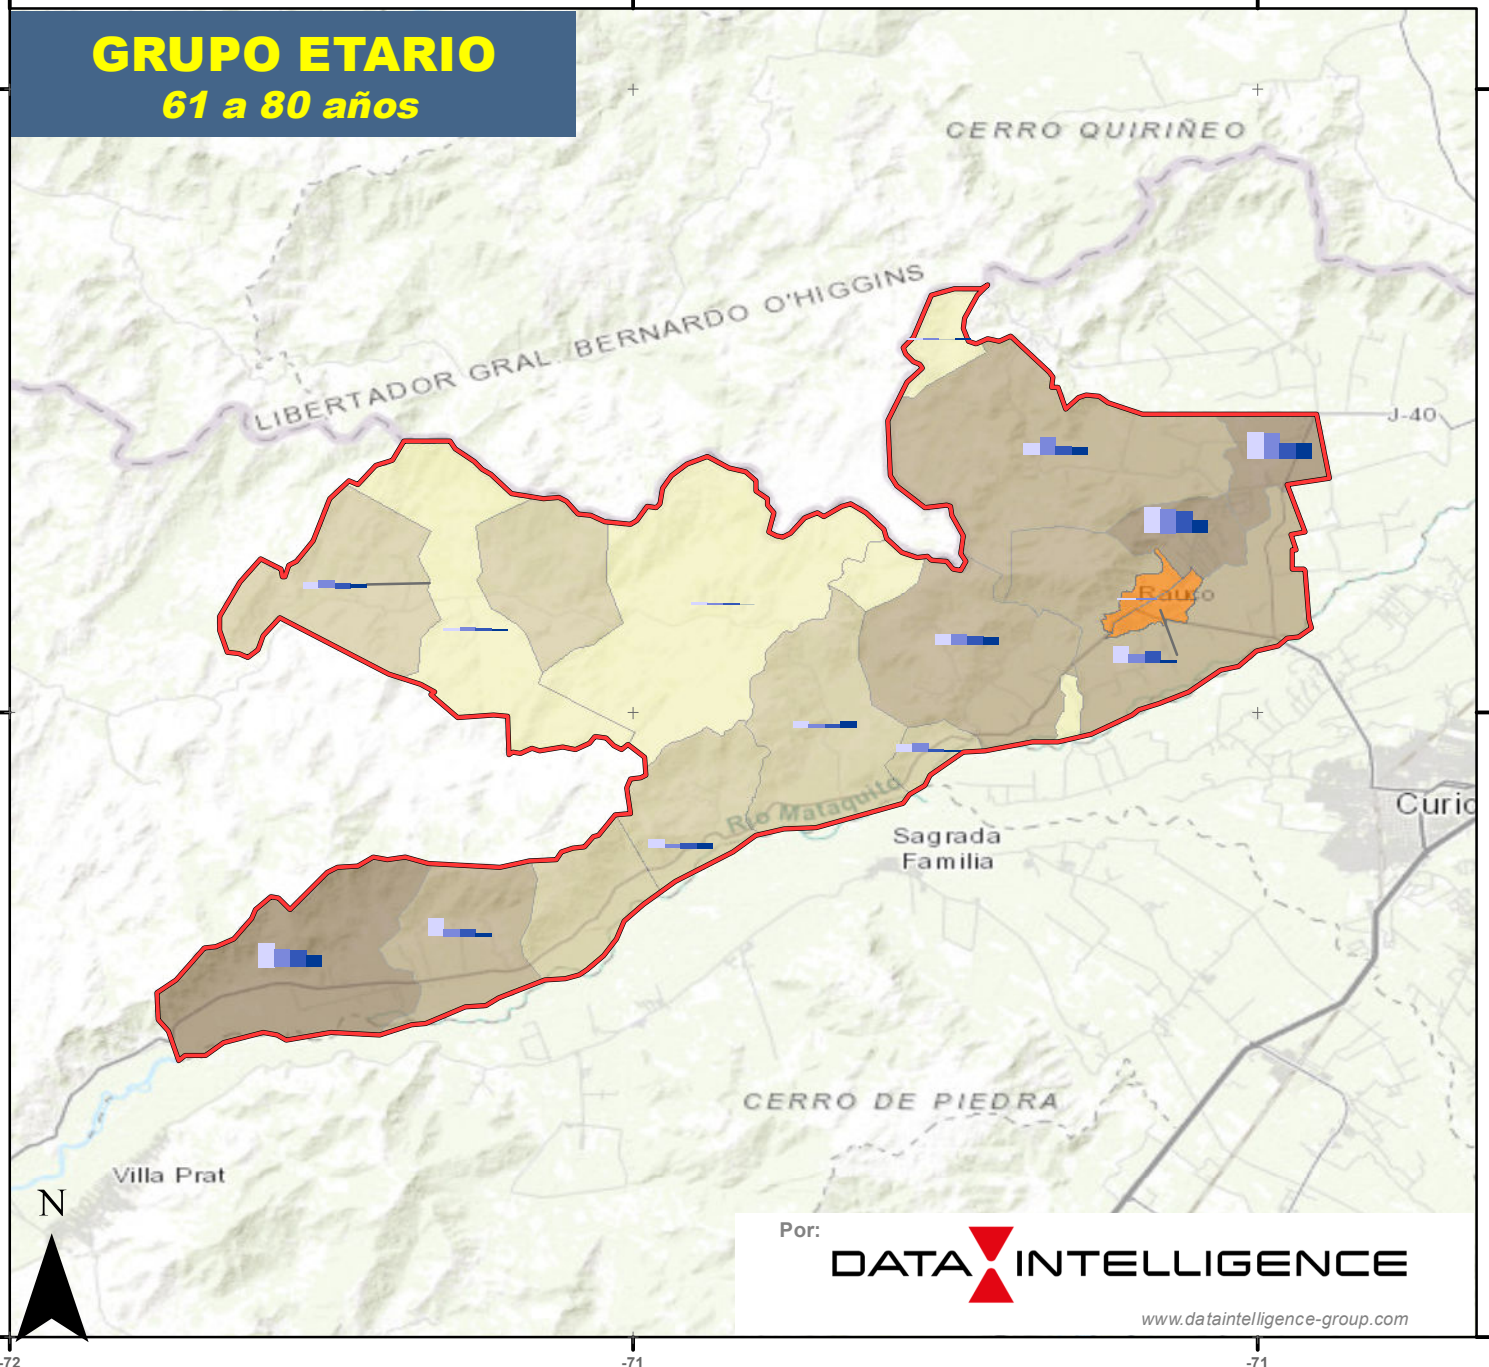 GRUPO ETARIO
61 a 80 años
CERRO QUIRIÑEO
LIBERTADOR GRAL. BERNARDO O'HIGGINS
J-40
Rauco
Río Mataquito
Sagrada
Familia
Curic
CERRO DE PIEDRA
Villa Prat
N
Por:
DATA INTELLIGENCE
www.dataintelligence-group.com
-72
-71
-71